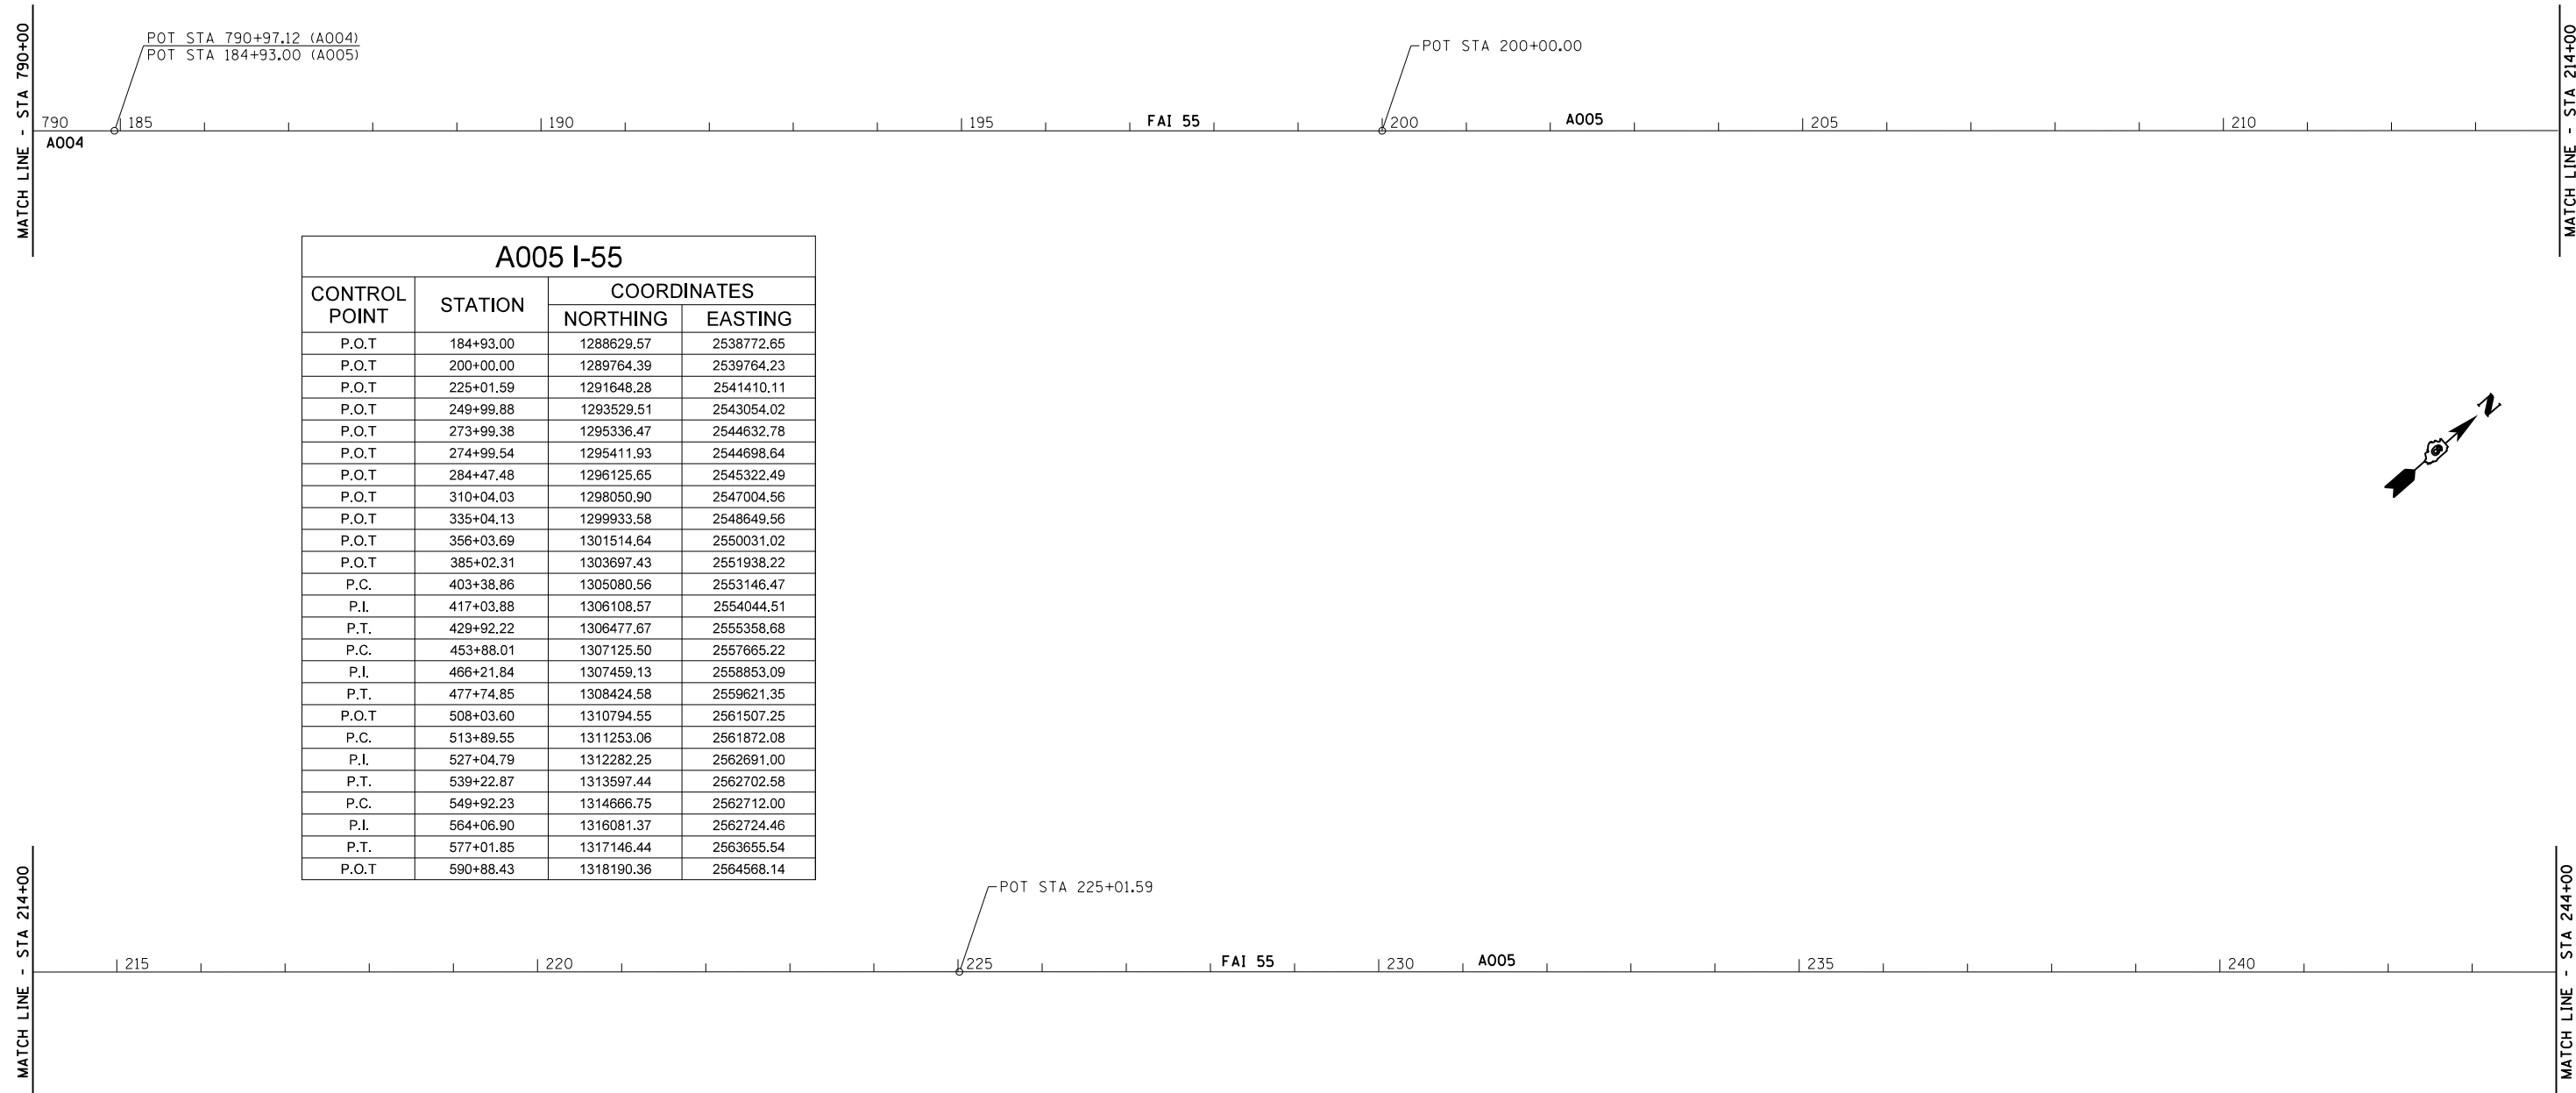 MATCH LINE - STA 790+00
POT STA 790+97.12 (A004)
POT STA 184+93.00 (A005)
POT STA 200+00.00
MATCH LINE - STA 214+00
790 185 190 195 FAI 55 200 A005 205 210
A004
A005 I-55
CONTROL POINT STATION COORDINATES
NORTHING EASTING
P.O.T 184+93.00 1288629.57 2538772.65
P.O.T 200+00.00 1289764.39 2539764.23
P.O.T 225+01.59 1291648.28 2541410.11
P.O.T 249+99.88 1293529.51 2543054.02
P.O.T 273+99.38 1295336.47 2544632.78
P.O.T 274+99.54 1295411.93 2544698.64
P.O.T 284+47.48 1296125.65 2545322.49
P.O.T 310+04.03 1298050.90 2547004.56
P.O.T 335+04.13 1299933.58 2548649.56
P.O.T 356+03.69 1301514.64 2550031.02
P.O.T 385+02.31 1303697.43 2551938.22
P.C. 403+38.86 1305080.56 2553146.47
P.I. 417+03.88 1306108.57 2554044.51
P.T. 429+92.22 1306477.67 2555358.68
P.C. 453+88.01 1307125.50 2557665.22
P.I. 466+21.84 1307459.13 2558853.09
P.T. 477+74.85 1308424.58 2559621.35
P.O.T 508+03.60 1310794.55 2561507.25
P.C. 513+89.55 1311253.06 2561872.08
P.I. 527+04.79 1312282.25 2562691.00
P.T. 539+22.87 1313597.44 2562702.58
P.C. 549+92.23 1314666.75 2562712.00
P.I. 564+06.90 1316081.37 2562724.46
P.T. 577+01.85 1317146.44 2563655.54
P.O.T 590+88.43 1318190.36 2564568.14
N
MATCH LINE - STA 214+00
POT STA 225+01.59
MATCH LINE - STA 244+00
215 220 225 FAI 55 230 A005 235 240